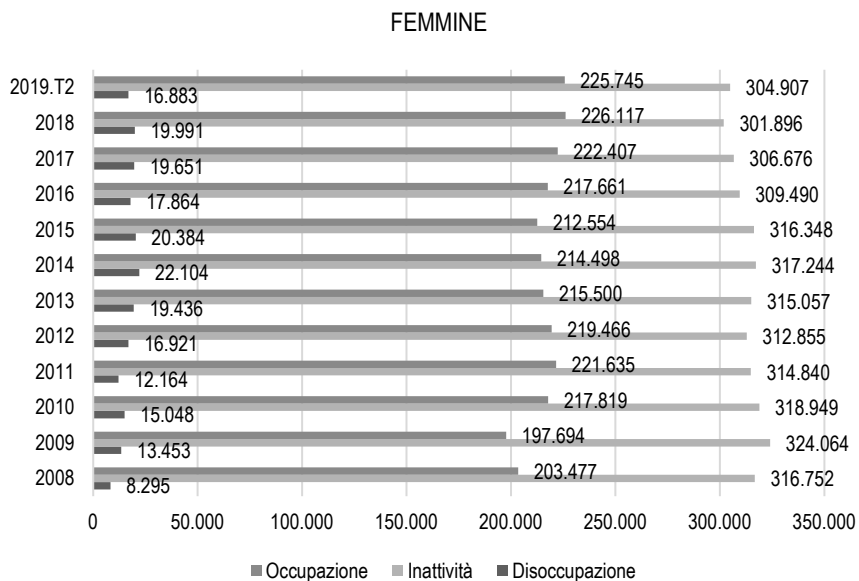 FEMMINE
2019.T2 225.745 304.907 16.883
2018 226.117 301.896 19.991
2017 222.407 306.676 19.651
2016 217.661 309.490 17.864
2015 212.554 316.348 20.384
2014 214.498 317.244 22.104
2013 215.500 315.057 19.436
2012 219.466 312.855 16.921
2011 221.635 314.840 12.164
2010 217.819 318.949 15.048
2009 197.694 324.064 13.453
2008 203.477 316.752 8.295
0 50.000 100.000 150.000 200.000 250.000 300.000 350.000
Occupazione Inattività Disoccupazione